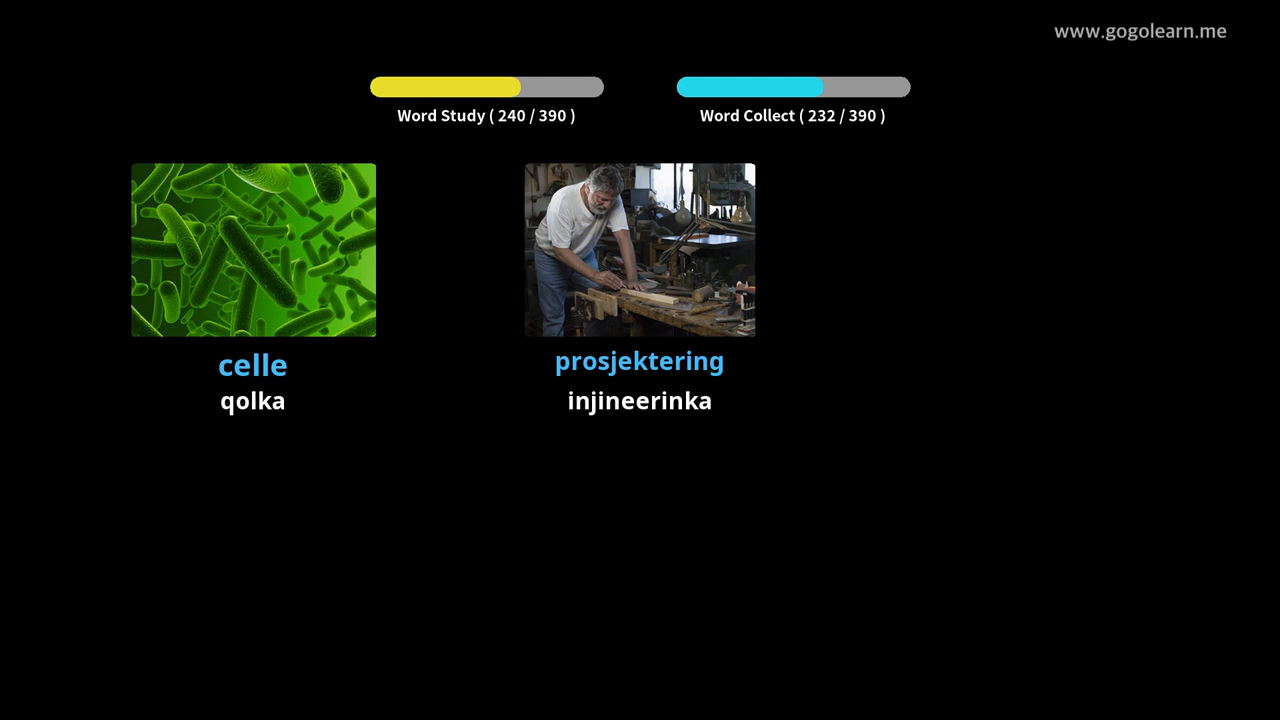 www.gogolearn.me
Word Study ( 240 / 390 )
Word Collect ( 232 / 390 )
celle
qolka
prosjektering
injineerinka